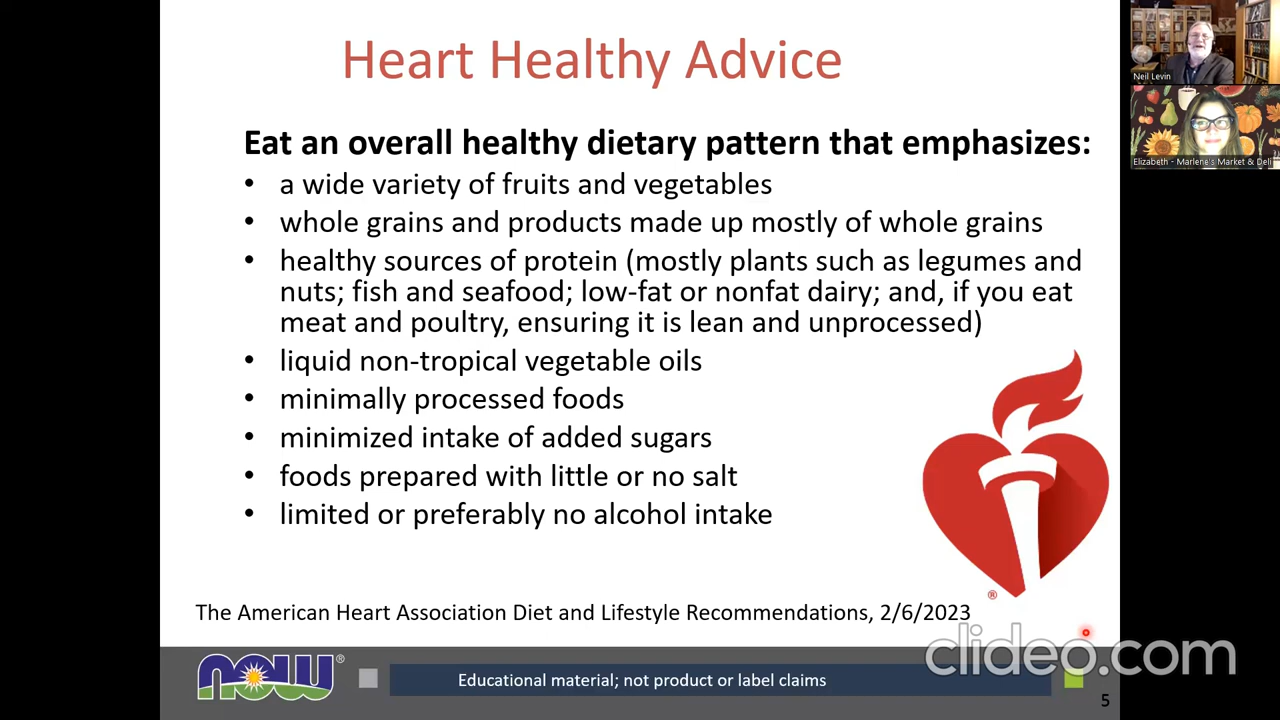 Heart Healthy Advice
Neil Levin
Elizabeth - Marlene's Market & Deli
Eat an overall healthy dietary pattern that emphasizes:
• a wide variety of fruits and vegetables
• whole grains and products made up mostly of whole grains
• healthy sources of protein (mostly plants such as legumes and
nuts; fish and seafood; low-fat or nonfat dairy; and, if you eat
meat and poultry, ensuring it is lean and unprocessed)
• liquid non-tropical vegetable oils
• minimally processed foods
• minimized intake of added sugars
• foods prepared with little or no salt
• limited or preferably no alcohol intake
®
The American Heart Association Diet and Lifestyle Recommendations, 2/6/2023
clideo.com
now®
Educational material; not product or label claims
5